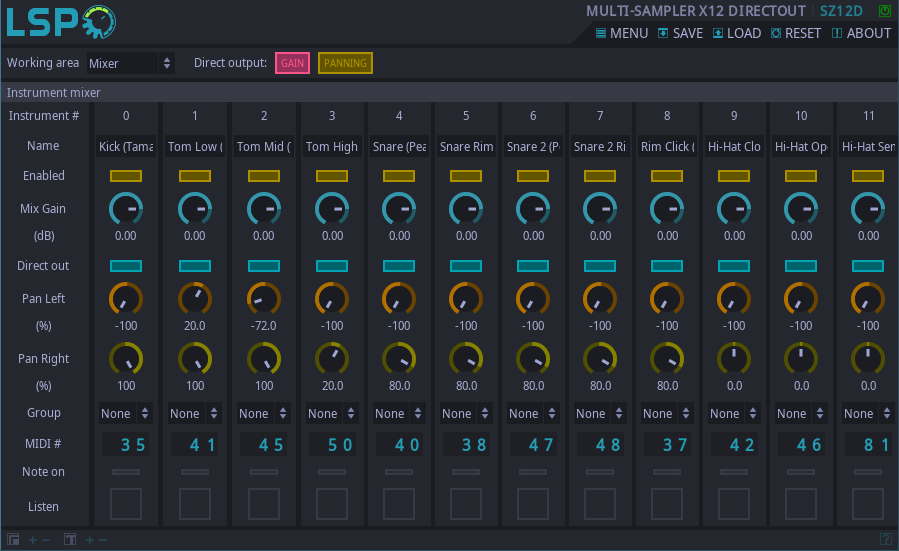 LSP MULTI-SAMPLER X12 DIRECTOUT SZ12D
MENU SAVE LOAD RESET ABOUT
Working area Mixer Direct output: GAIN PANNING
Instrument mixer
Instrument # 0 1 2 3 4 5 6 7 8 9 10 11
Name Kick (Tama Tom Low ( Tom Mid ( Tom High Snare (Pea Snare Rim Snare 2 (P Snare 2 Ri Rim Click ( Hi-Hat Clo Hi-Hat Op Hi-Hat Sem
Enabled
Mix Gain
(dB) 0.00 0.00 0.00 0.00 0.00 0.00 0.00 0.00 0.00 0.00 0.00 0.00
Direct out
Pan Left
(%) -100 20.0 -72.0 -100 -100 -100 -100 -100 -100 -100 -100 -100
Pan Right
(%) 100 100 100 20.0 80.0 80.0 80.0 80.0 80.0 0.0 0.0 0.0
Group None None None None None None None None None None None None
MIDI # 35 41 45 50 40 38 47 48 37 42 46 81
Note on
Listen